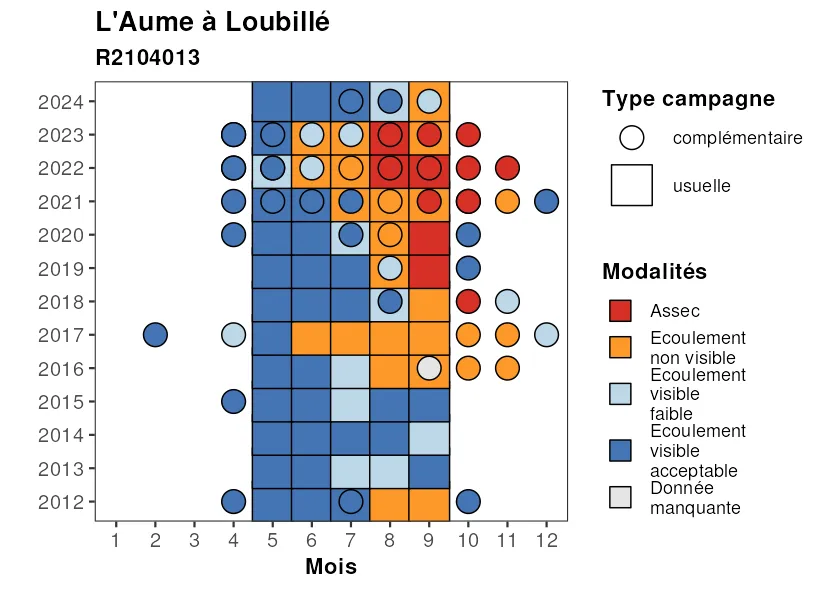 L'Aume à Loubillé
R2104013
2024
2023
2022
2021
2020
2019
2018
2017
2016
2015
2014
2013
2012
1 2 3 4 5 6 7 8 9 10 11 12
Mois
Type campagne
complémentaire
usuelle
Modalités
Assec
Ecoulement
non visible
Ecoulement
visible
faible
Ecoulement
visible
acceptable
Donnée
manquante